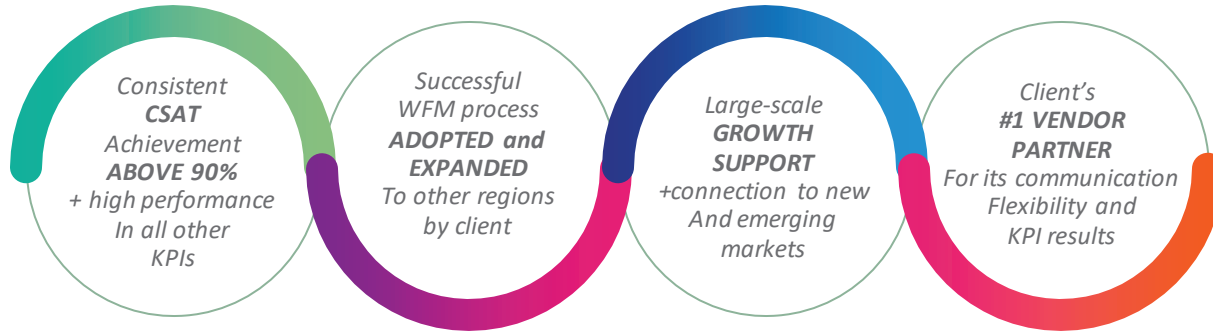 Consistent
CSAT
Achievement
ABOVE 90%
+ high performance
In all other
KPIs
Successful
WFM process
ADOPTED and
EXPANDED
To other regions
by client
Large-scale
GROWTH
SUPPORT
+connection to new
And emerging
markets
Client's
#1 VENDOR
PARTNER
For its communication
Flexibility and
KPI results